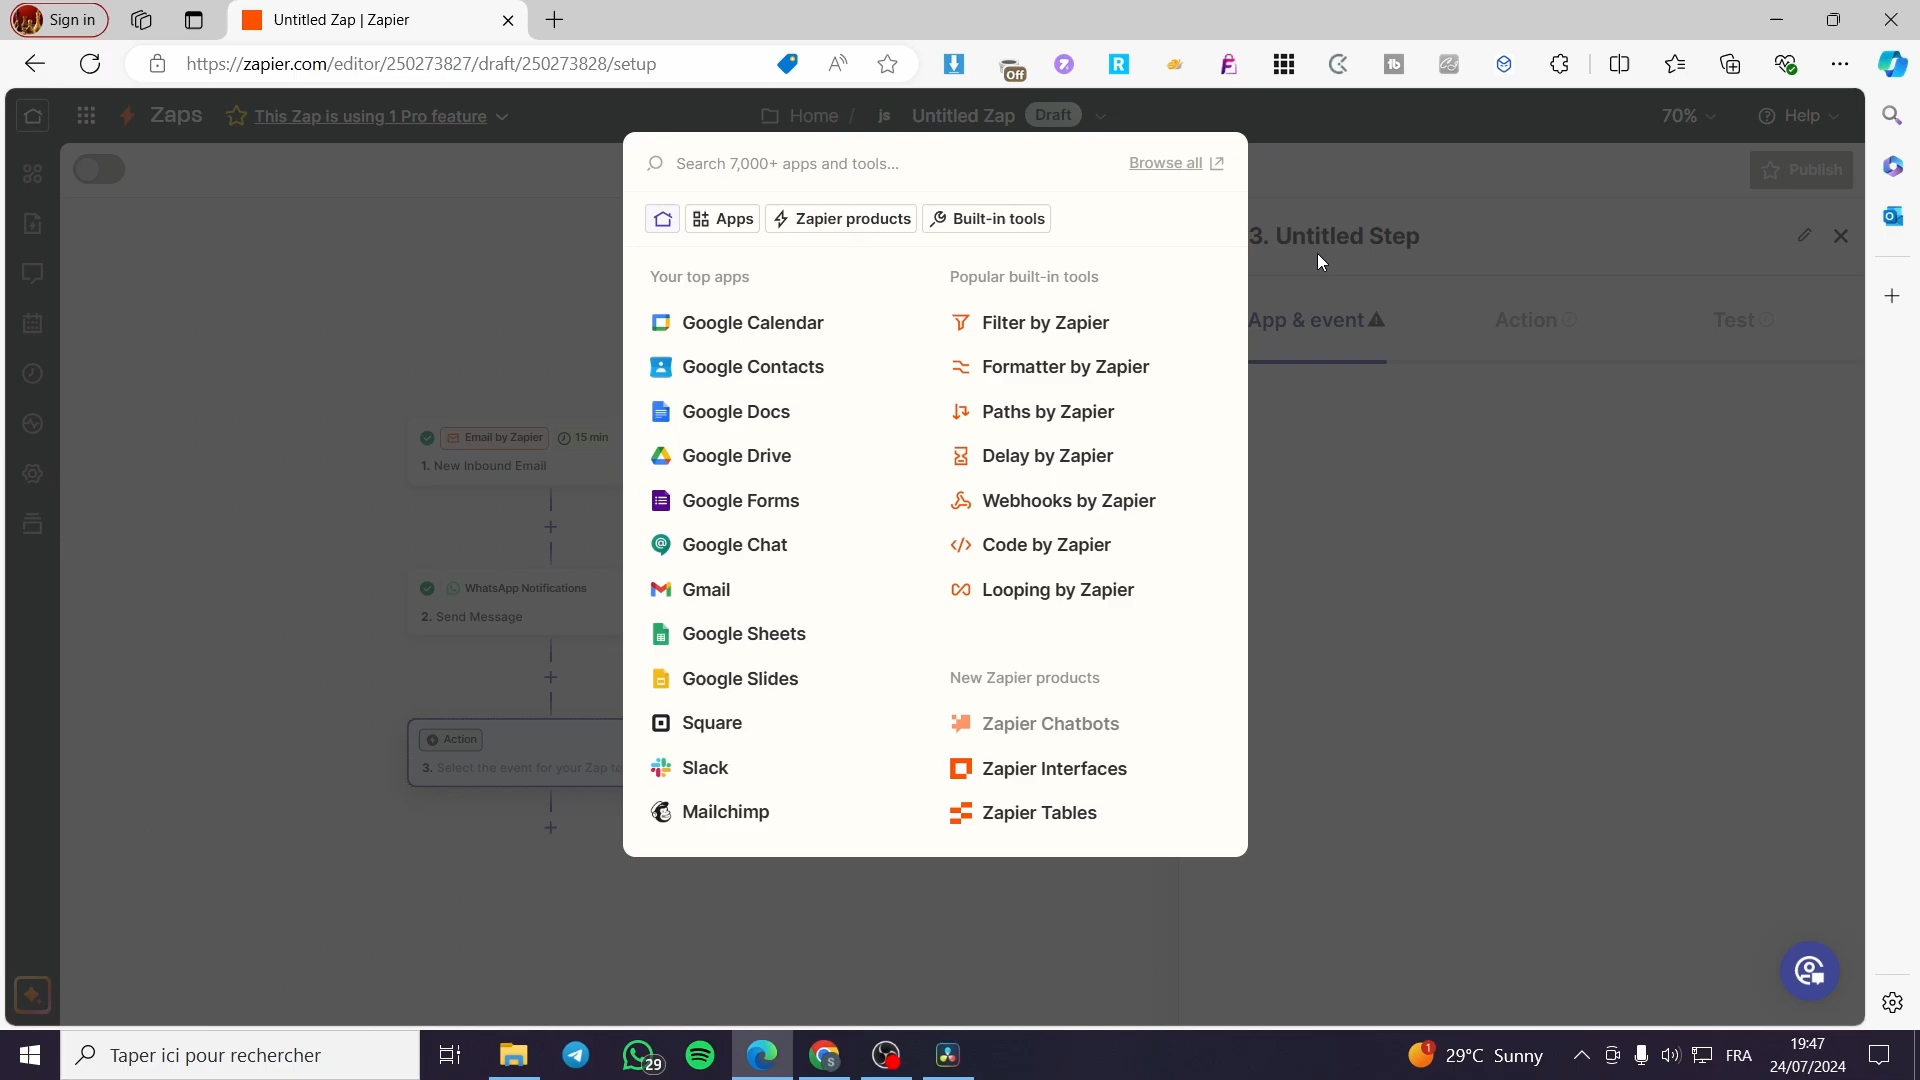 Sign in
Untitled Zap | Zapier
https://zapier.com/editor/250273827/draft/250273828/setup
Off
Zaps
This Zap is using 1 Pro feature
Home / js Untitled Zap Draft
70%
Help
Search 7,000+ apps and tools...
Browse all
Publish
Apps
Zapier products
Built-in tools
3. Untitled Step
Your top apps
Popular built-in tools
App & event
Action
Test
Google Calendar
Filter by Zapier
Google Contacts
Formatter by Zapier
Google Docs
Paths by Zapier
Email by Zapier
15 min
1. New Inbound Email
Google Drive
Delay by Zapier
Google Forms
Webhooks by Zapier
Google Chat
Code by Zapier
WhatsApp Notifications
2. Send Message
Gmail
Looping by Zapier
Google Sheets
Google Slides
New Zapier products
Square
Zapier Chatbots
Action
3. Select the event for your Zap
Slack
Zapier Interfaces
Mailchimp
Zapier Tables
Taper ici pour rechercher
29
1
29°C Sunny
FRA
19:47
24/07/2024